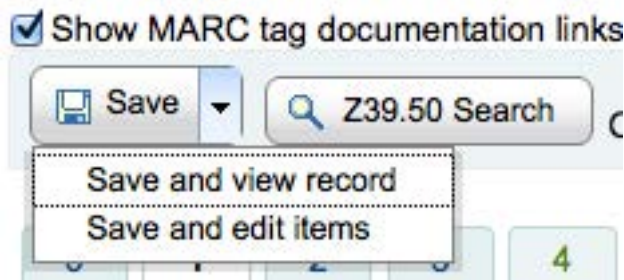 Show MARC tag documentation links
Save
Z39.50 Search
Save and view record
Save and edit items
4